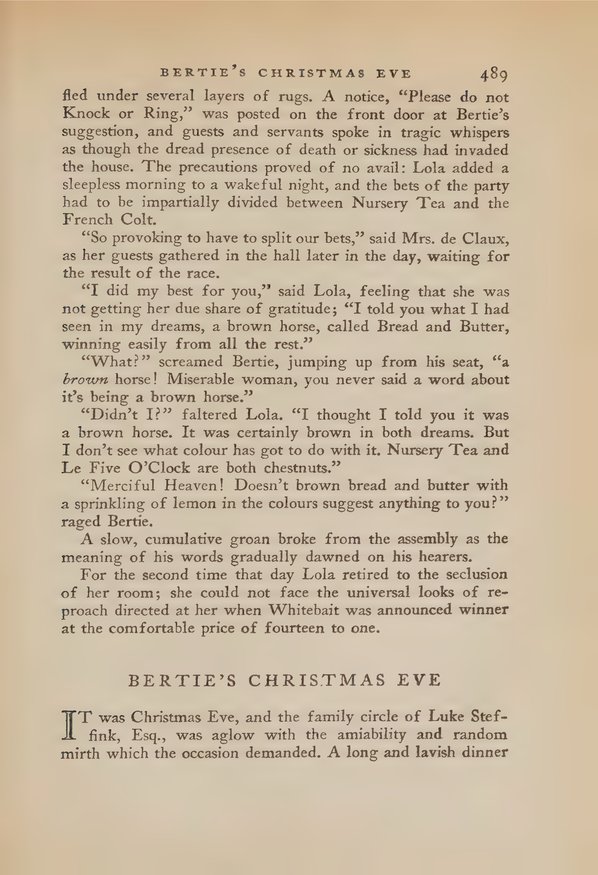 BERTIE'S CHRISTMAS EVE 489
fled under several layers of rugs. A notice, "Please do not
Knock or Ring," was posted on the front door at Bertie's
suggestion, and guests and servants spoke in tragic whispers
as though the dread presence of death or sickness had invaded
the house. The precautions proved of no avail: Lola added a
sleepless morning to a wakeful night, and the bets of the party
had to be impartially divided between Nursery Tea and the
French Colt.
"So provoking to have to split our bets," said Mrs. de Claux,
as her guests gathered in the hall later in the day, waiting for
the result of the race.
"I did my best for you," said Lola, feeling that she was
not getting her due share of gratitude; "I told you what I had
seen in my dreams, a brown horse, called Bread and Butter,
winning easily from all the rest."
"What?" screamed Bertie, jumping up from his seat, "a
brown horse! Miserable woman, you never said a word about
it's being a brown horse."
"Didn't I?" faltered Lola. "I thought I told you it was
a brown horse. It was certainly brown in both dreams. But
I don't see what colour has got to do with it. Nursery Tea and
Le Five O'Clock are both chestnuts."
"Merciful Heaven! Doesn't brown bread and butter with
a sprinkling of lemon in the colours suggest anything to you?"
raged Bertie.
A slow, cumulative groan broke from the assembly as the
meaning of his words gradually dawned on his hearers.
For the second time that day Lola retired to the seclusion
of her room; she could not face the universal looks of re-
proach directed at her when Whitebait was announced winner
at the comfortable price of fourteen to one.
BERTIE'S CHRISTMAS EVE
IT was Christmas Eve, and the family circle of Luke Stef-
fink, Esq., was aglow with the amiability and random
mirth which the occasion demanded. A long and lavish dinner